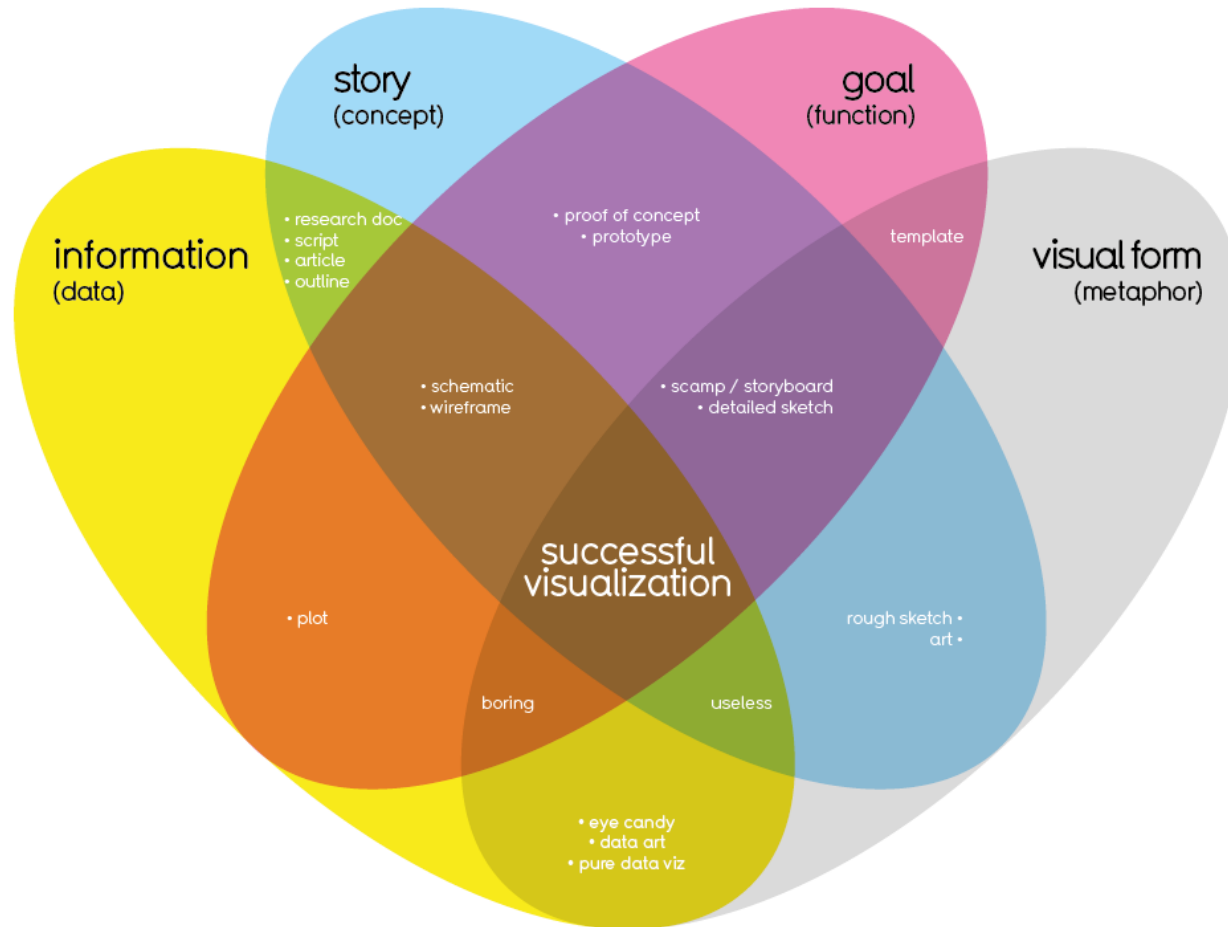 story
(concept)
goal
(function)
information
(data)
visual form
(metaphor)
• research doc
• script
• article
• outline
• proof of concept
• prototype
template
• schematic
• wireframe
• scamp / storyboard
• detailed sketch
successful
visualization
• plot
rough sketch •
art •
boring
useless
• eye candy
• data art
• pure data viz